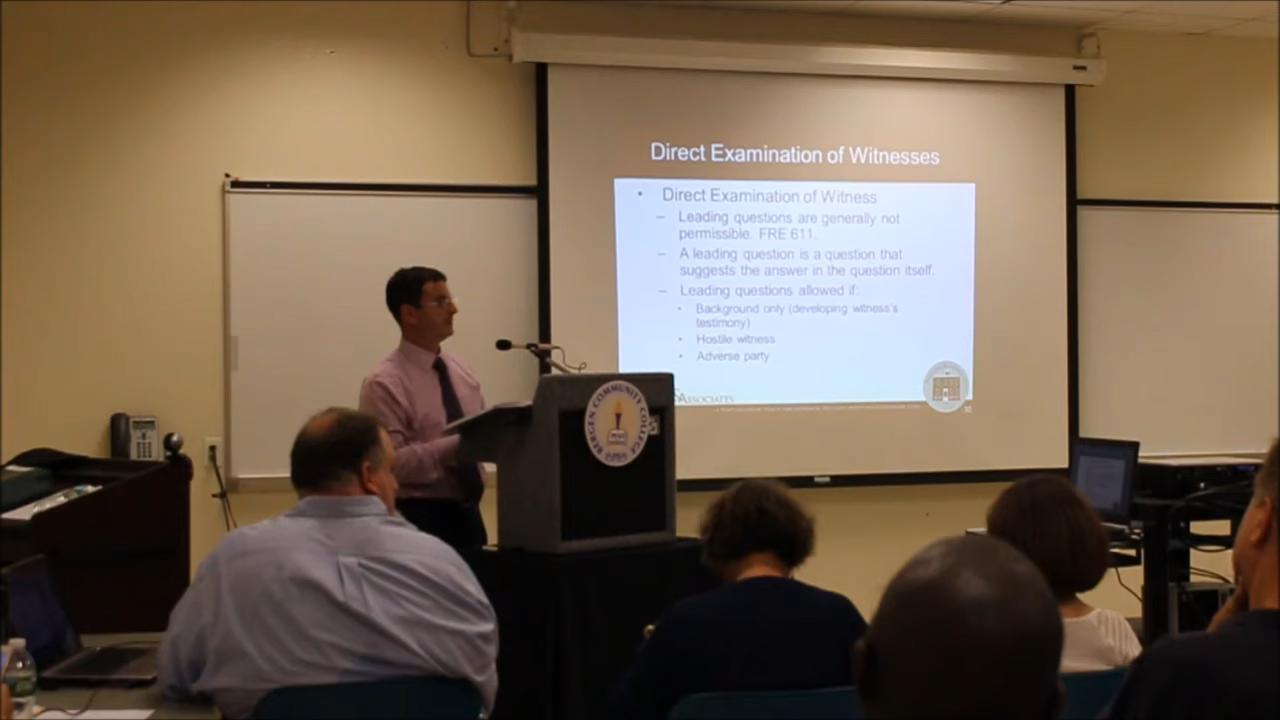 Direct Examination of Witnesses
• Direct Examination of Witness
– Leading questions are generally not
permissible. FRE 611.
– A leading question is a question that
suggests the answer in the question itself.
– Leading questions allowed if:
• Background only (developing witness's
testimony)
• Hostile witness
• Adverse party
ASSOCIATES
BERGEN COMMUNITY COLLEGE